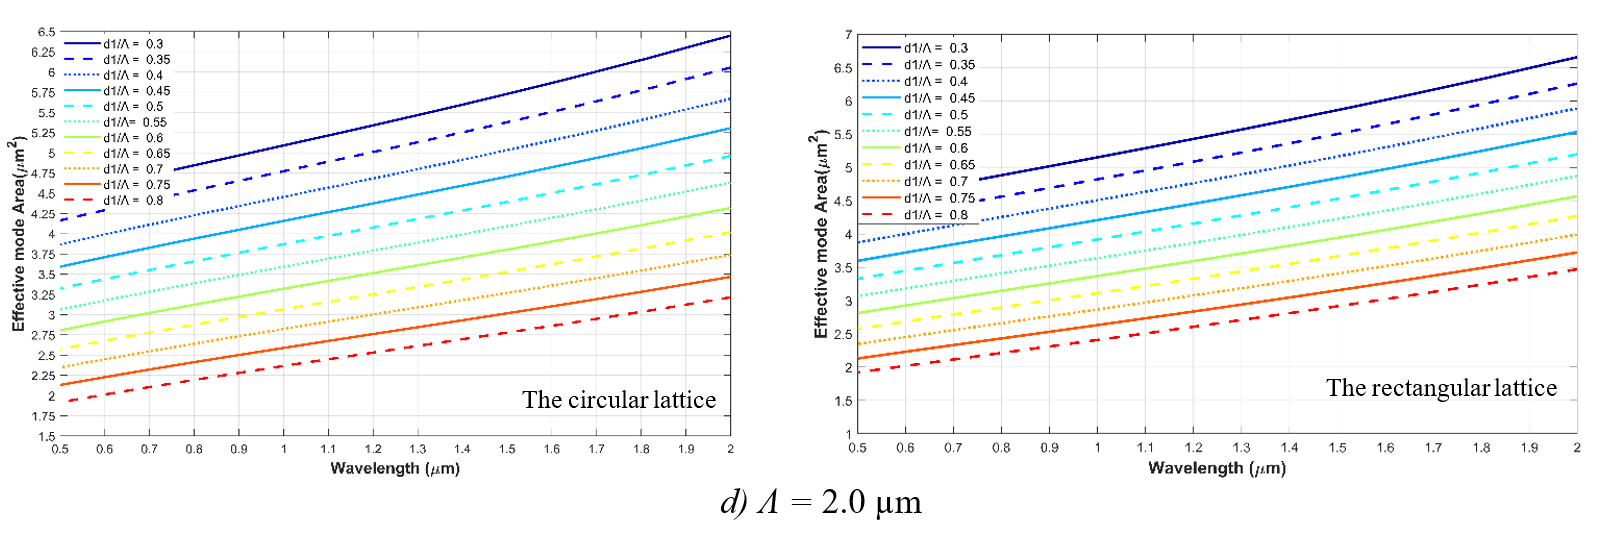 Effective mode Area(μm²)
6.5
6.25
6
5.75
5.5
5.25
5
4.75
4.5
4.25
4
3.75
3.5
3.25
3
2.75
2.5
2.25
2
1.75
1.5
d1/Λ = 0.3
d1/Λ = 0.35
d1/Λ = 0.4
d1/Λ = 0.45
d1/Λ = 0.5
d1/Λ= 0.55
d1/Λ = 0.6
d1/Λ = 0.65
d1/Λ = 0.7
d1/Λ = 0.75
d1/Λ = 0.8
The circular lattice
0.5 0.6 0.7 0.8 0.9 1 1.1 1.2 1.3 1.4 1.5 1.6 1.7 1.8 1.9 2
Wavelength (μm)
Effective mode Area(μm²)
7
6.5
6
5.5
5
4.5
4
3.5
3
2.5
2
1.5
1
d1/Λ = 0.3
d1/Λ = 0.35
d1/Λ = 0.4
d1/Λ = 0.45
d1/Λ = 0.5
d1/Λ= 0.55
d1/Λ = 0.6
d1/Λ = 0.65
d1/Λ = 0.7
d1/Λ = 0.75
d1/Λ = 0.8
The rectangular lattice
0.5 0.6 0.7 0.8 0.9 1 1.1 1.2 1.3 1.4 1.5 1.6 1.7 1.8 1.9 2
Wavelength (μm)
d) Λ = 2.0 µm